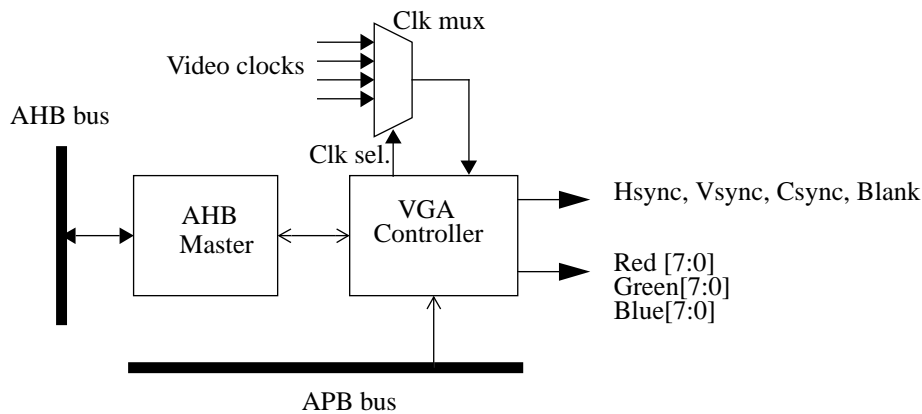 Clk mux
Video clocks
AHB bus
Clk sel.
AHB
Master
VGA
Controller
Hsync, Vsync, Csync, Blank
Red [7:0]
Green[7:0]
Blue[7:0]
APB bus